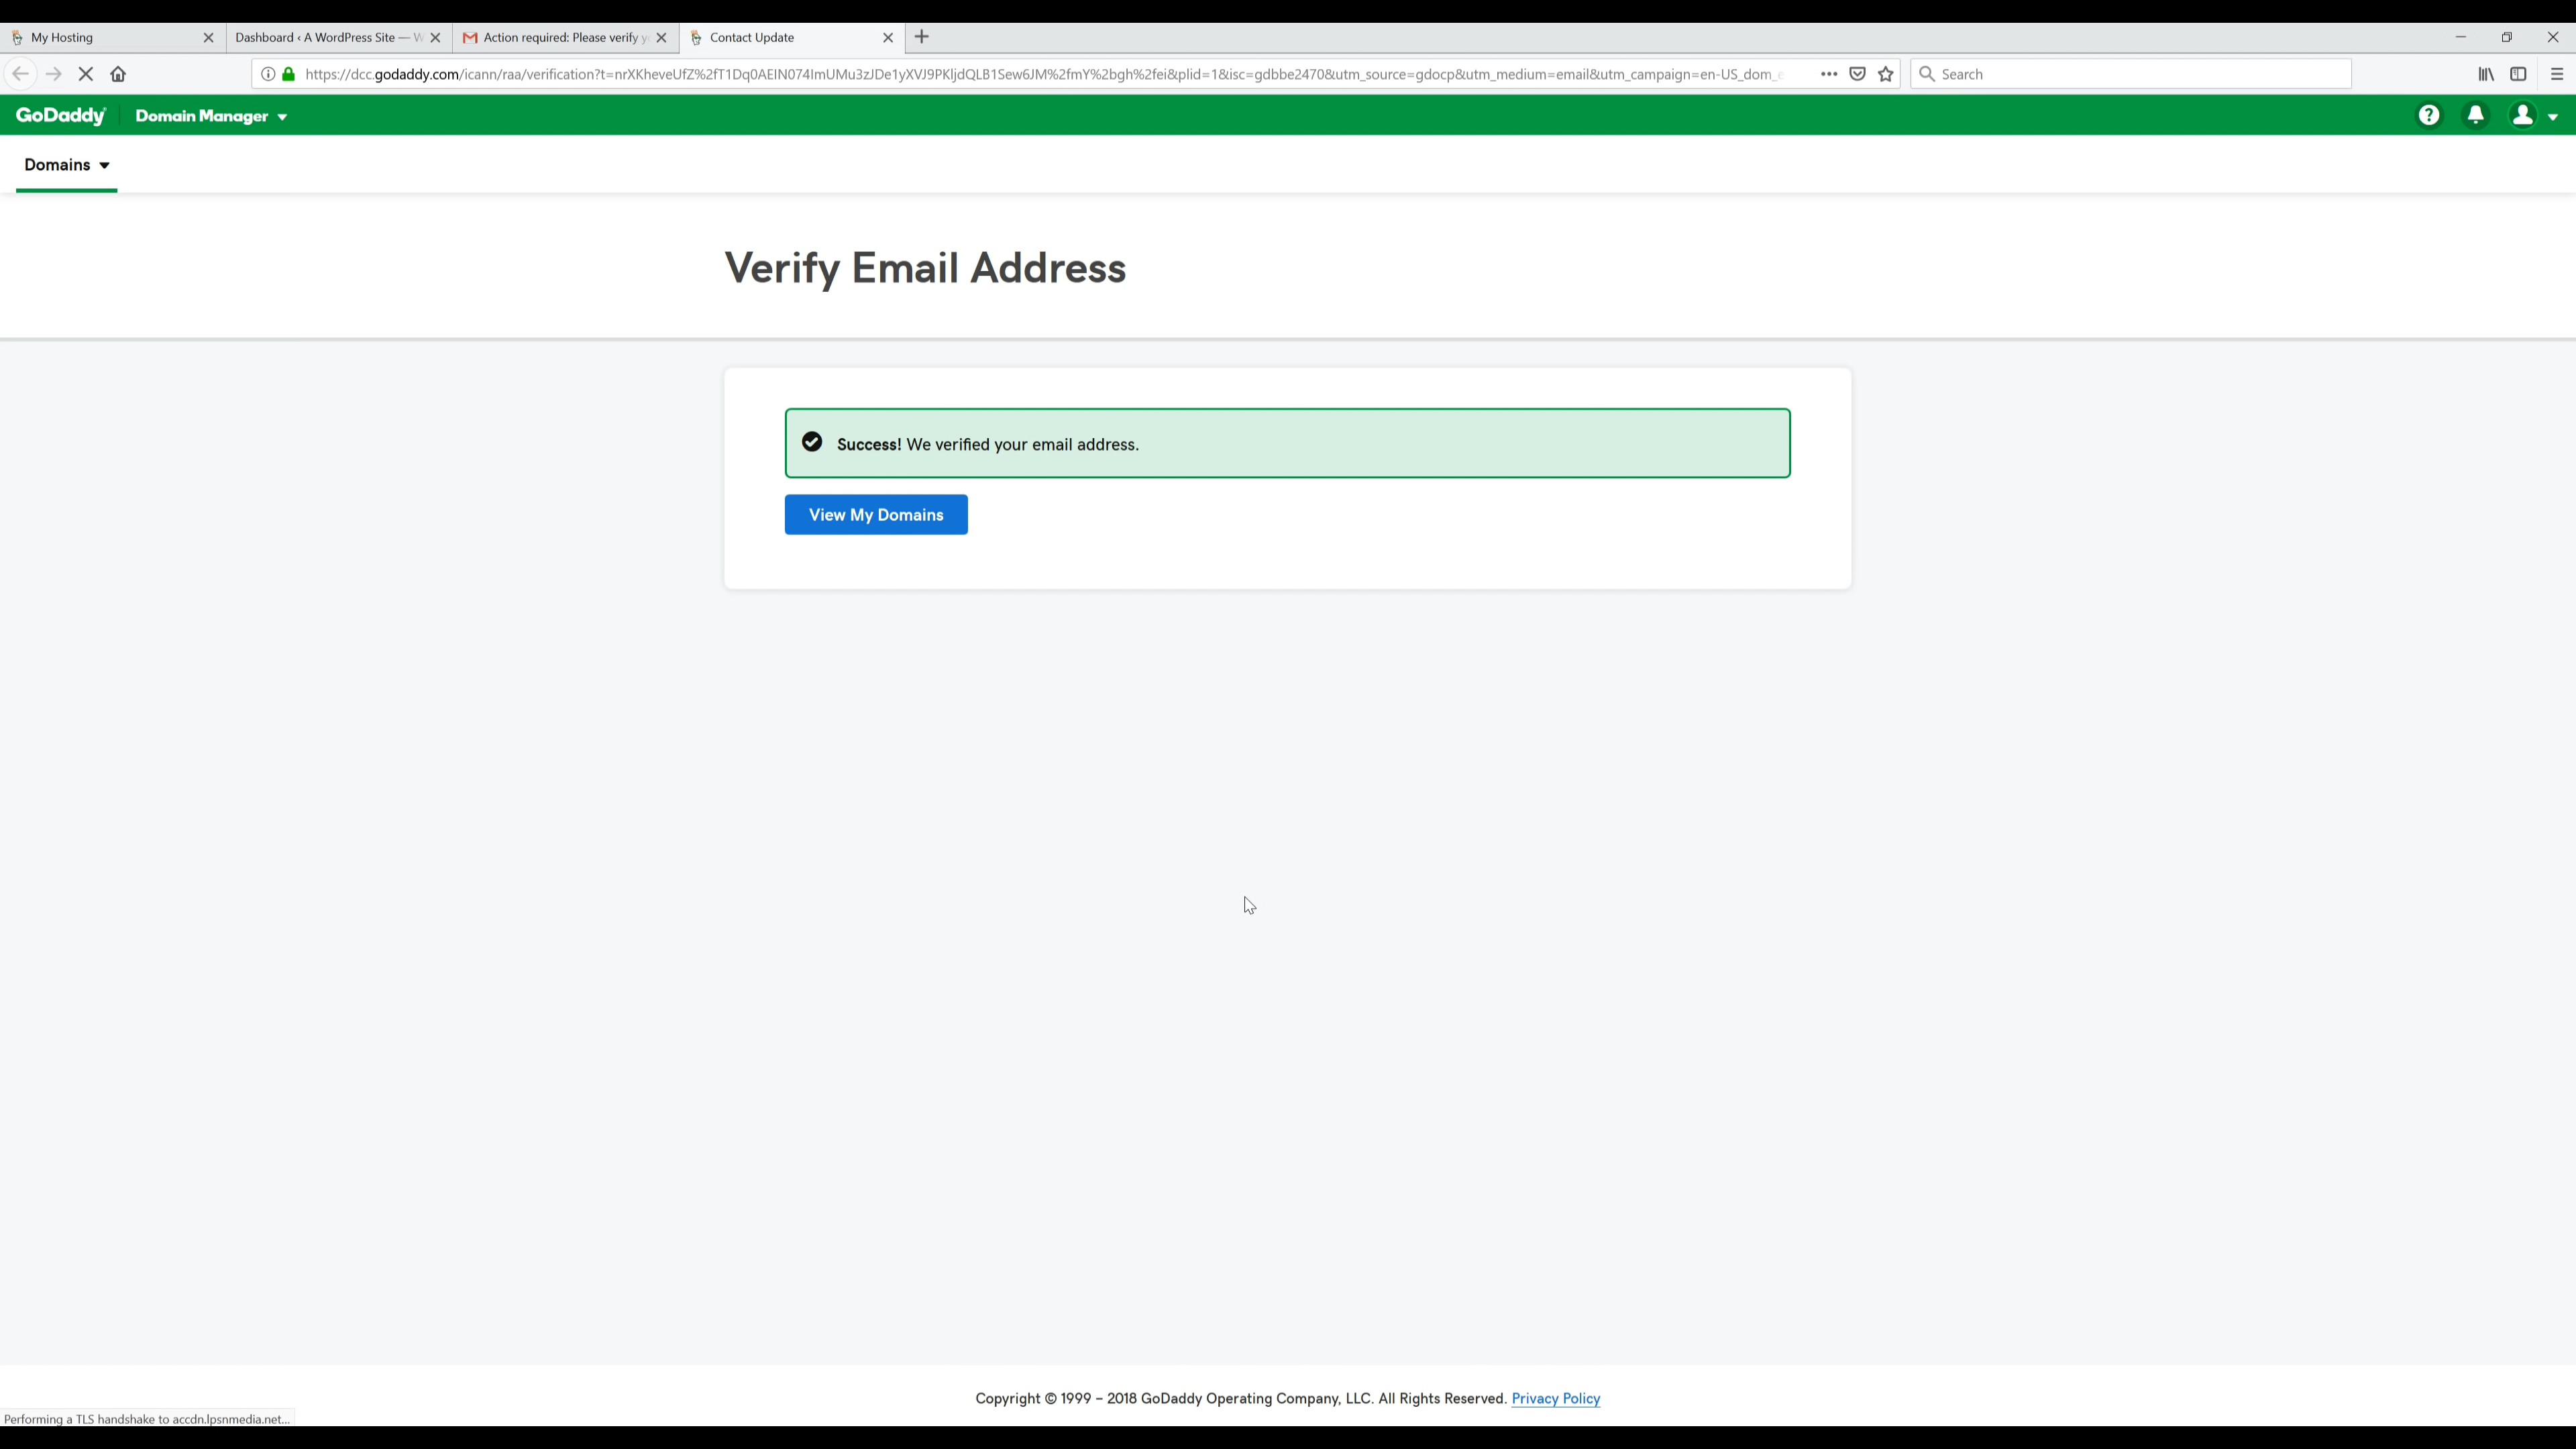 My Hosting
Dashboard ‹ A WordPress Site — W
Action required: Please verify y
Contact Update
https://dcc.godaddy.com/icann/raa/verification?t=nrXKheveUfZ%2fT1Dq0AEIN074ImUMu3zJDe1yXVJ9PKljdQLB1Sew6JM%2fmY%2bgh%2fei&plid=1&isc=gdbbe2470&utm_source=gdocp&utm_medium=email&utm_campaign=en-US_dom_e
Search
GoDaddy
Domain Manager
Domains
Verify Email Address
Success! We verified your email address.
View My Domains
Copyright © 1999 – 2018 GoDaddy Operating Company, LLC. All Rights Reserved. Privacy Policy
Performing a TLS handshake to accdn.lpsnmedia.net...